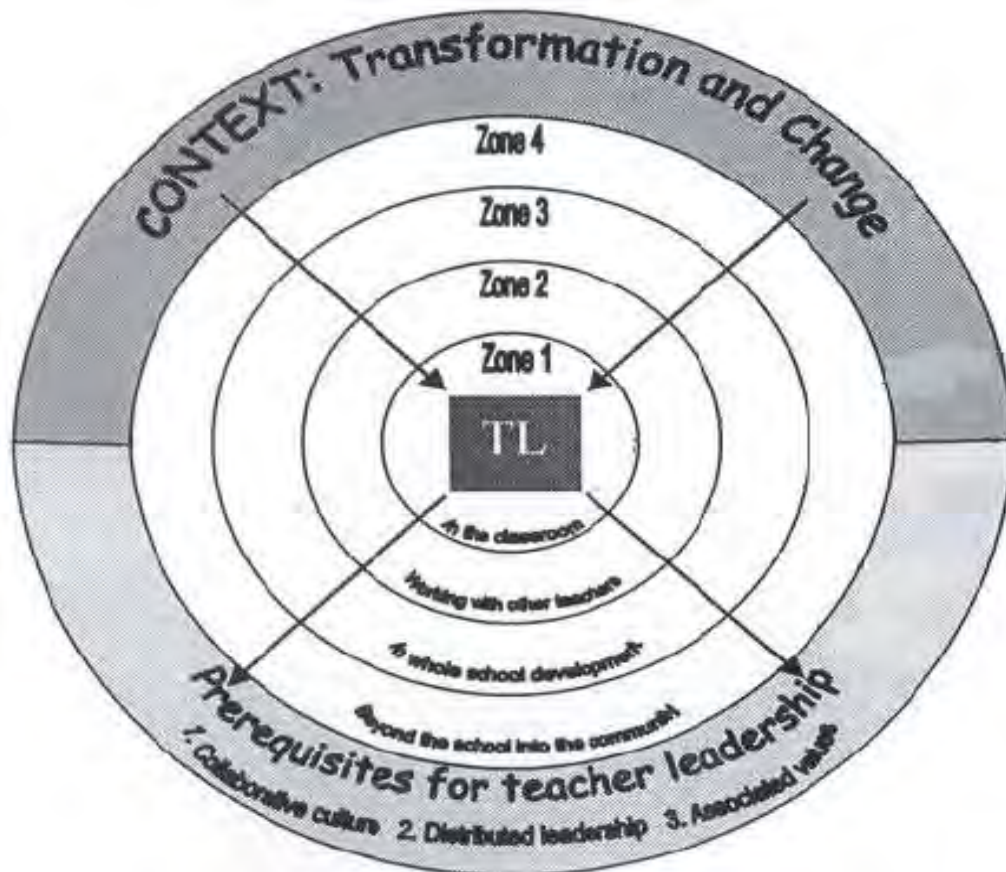 CONTEXT: Transformation and Change
Zone 4
Zone 3
Zone 2
Zone 1
TL
In the classroom
Working with other teachers
In whole school development
Beyond the school into the community
Prerequisites for teacher leadership
1. Collaborative culture 2. Distributed leadership 3. Associated values